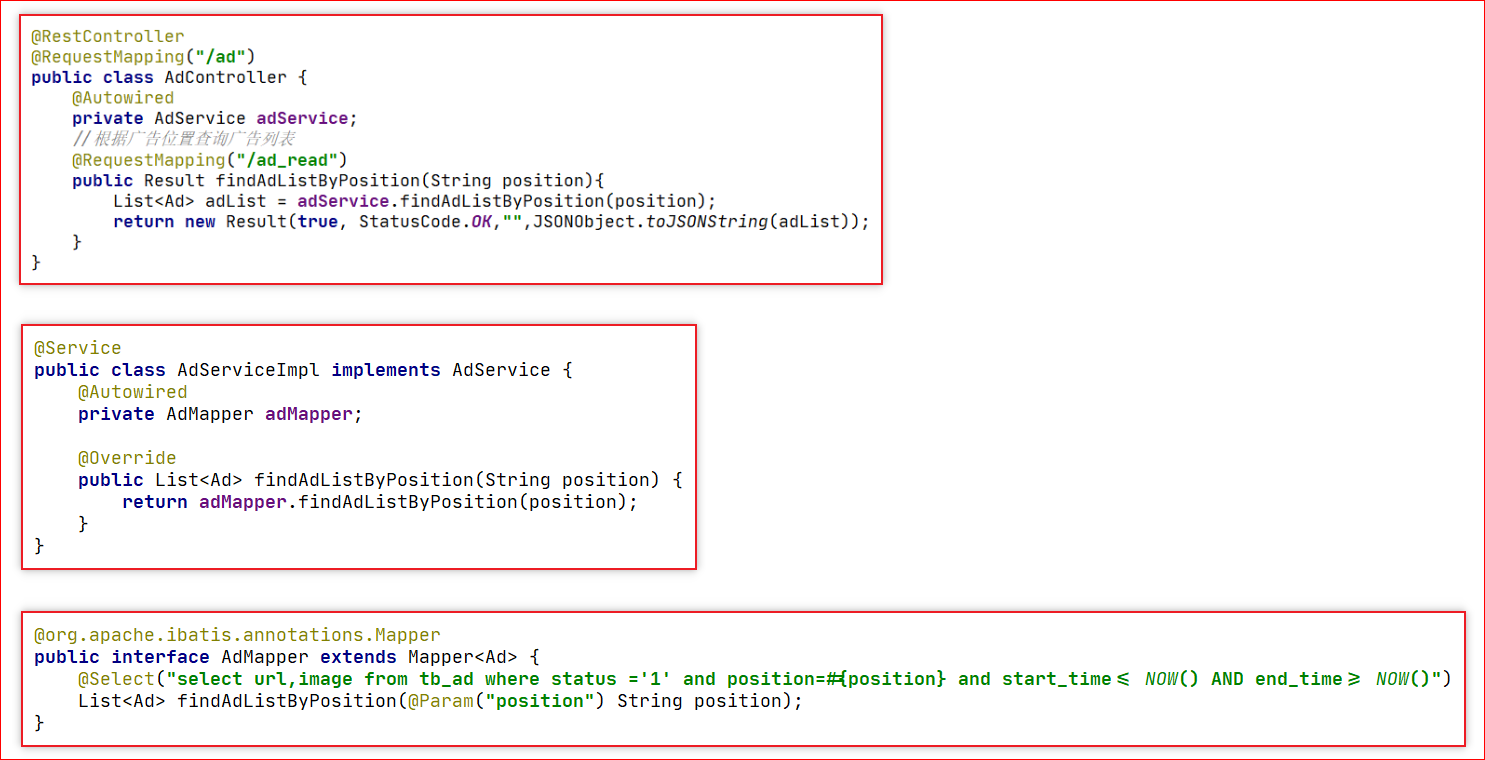 @RestController
@RequestMapping("/ad")
public class AdController {
    @Autowired
    private AdService adService;
    //根据广告位置查询广告列表
    @RequestMapping("/ad_read")
    public Result findAdListByPosition(String position){
        List<Ad> adList = adService.findAdListByPosition(position);
        return new Result(true, StatusCode.OK,"",JSONObject.toJSONString(adList));
    }
}
@Service
public class AdServiceImpl implements AdService {
    @Autowired
    private AdMapper adMapper;
    @Override
    public List<Ad> findAdListByPosition(String position) {
        return adMapper.findAdListByPosition(position);
    }
}
@org.apache.ibatis.annotations.Mapper
public interface AdMapper extends Mapper<Ad> {
    @Select("select url,image from tb_ad where status ='1' and position=#{position} and start_time<= NOW() AND end_time>= NOW()")
    List<Ad> findAdListByPosition(@Param("position") String position);
}